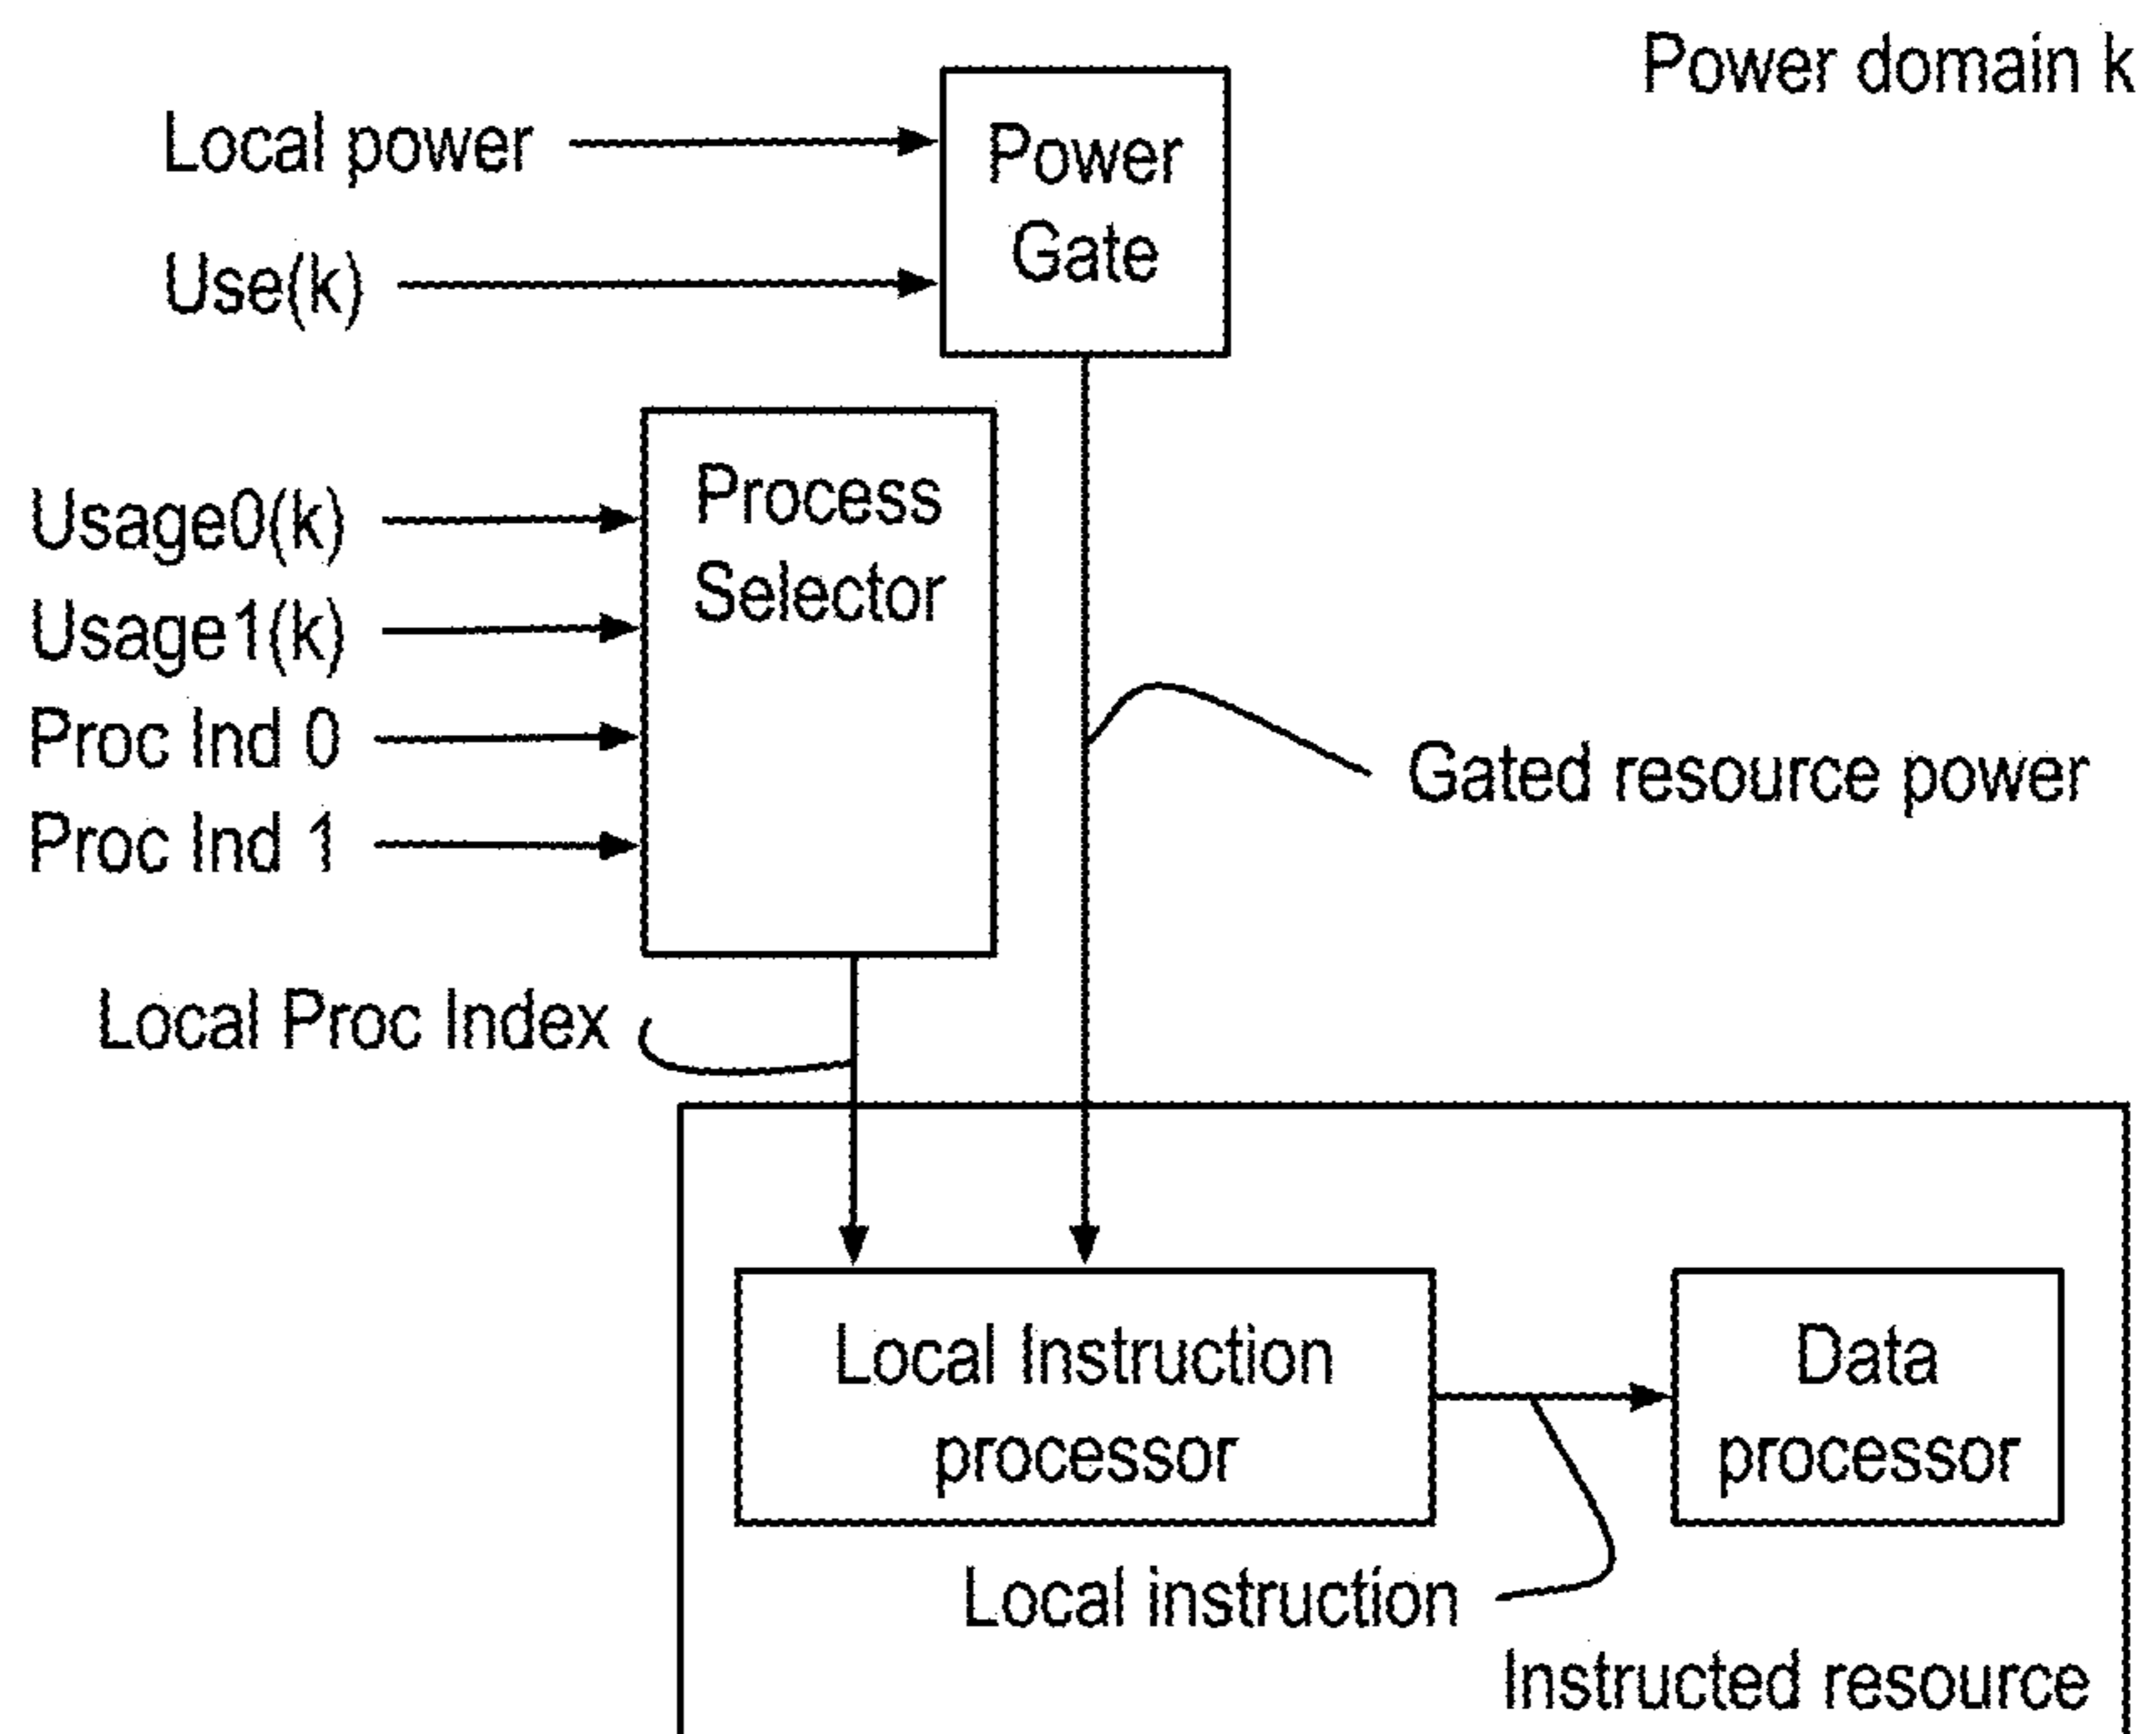 Power domain k
Local power
Power
Gate
Use(k)
Process
Selector
Usage0(k)
Usage1(k)
Proc Ind 0
Proc Ind 1
Gated resource power
Local Proc Index
Local Instruction
processor
Data
processor
Local instruction
Instructed resource